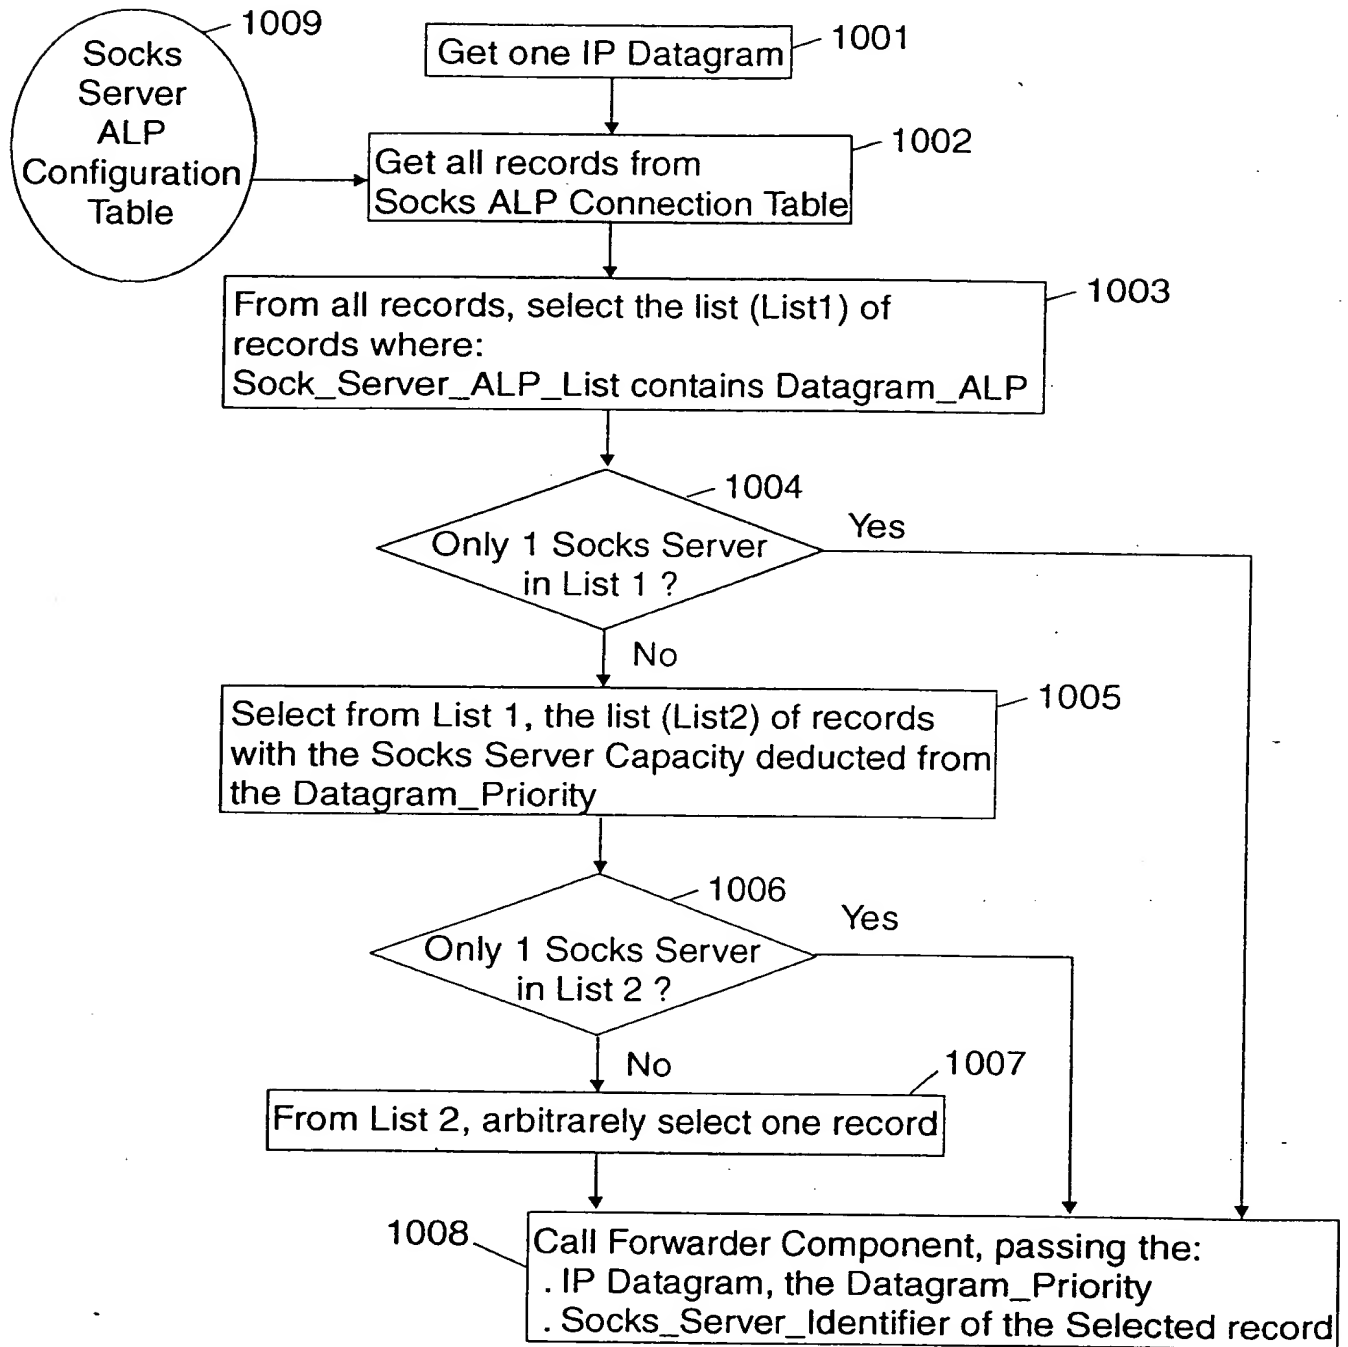 1009
Socks
Server
ALP
Configuration
Table
Get one IP Datagram
1001
Get all records from
Socks ALP Connection Table
1002
From all records, select the list (List1) of
records where:
Sock_Server_ALP_List contains Datagram_ALP
1003
1004
Only 1 Socks Server
in List 1 ?
Yes
No
Select from List 1, the list (List2) of records
with the Socks Server Capacity deducted from
the Datagram_Priority
1005
1006
Only 1 Socks Server
in List 2 ?
Yes
No
1007
From List 2, arbitrarely select one record
1008
Call Forwarder Component, passing the:
. IP Datagram, the Datagram_Priority
. Socks_Server_Identifier of the Selected record